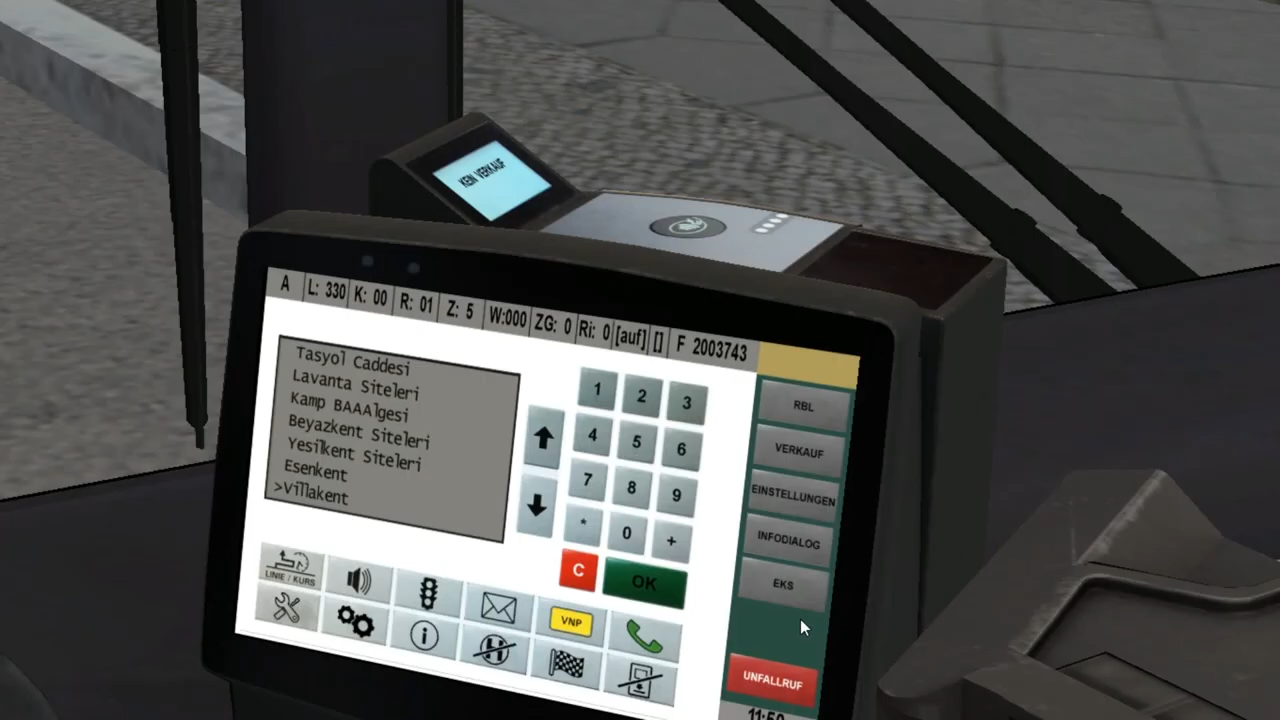 KEIN VERKAUF
A L: 330 K: 00 R: 01 Z: 5 W:000 ZG: 0 Ri: 0 [auf] [] F 2003743
Tasyol Caddesi
Lavanta Siteleri
Kamp BAAAlgesi
Beyazkent Siteleri
Yesilkent Siteleri
Esenkent
>Villakent
1 2 3
4 5 6
7 8 9
* 0 +
C OK
RBL
VERKAUF
EINSTELLUNGEN
INFODIALOG
EKS
LINIE / KURS
VNP
UNFALLRUF
11:50